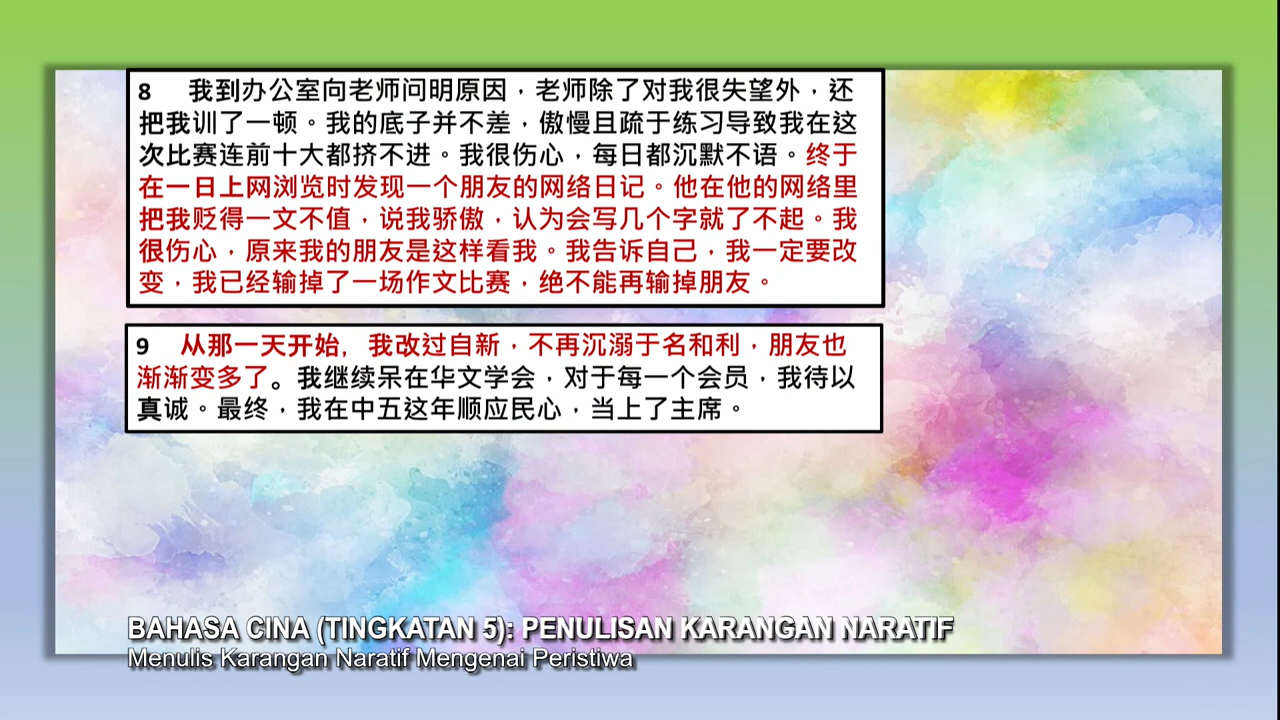 8 我到办公室向老师问明原因，老师除了对我很失望外，还
把我训了一顿。我的底子并不差，傲慢且疏于练习导致我在这
次比赛连前十大都挤不进。我很伤心，每日都沉默不语。终于
在一日上网浏览时发现一个朋友的网络日记。他在他的网络里
把我贬得一文不值，说我骄傲，认为会写几个字就了不起。我
很伤心，原来我的朋友是这样看我。我告诉自己，我一定要改
变，我已经输掉了一场作文比赛，绝不能再输掉朋友。
9 从那一天开始，我改过自新，不再沉溺于名和利，朋友也
渐渐变多了。我继续呆在华文学会，对于每一个会员，我待以
真诚。最终，我在中五这年顺应民心，当上了主席。
BAHASA CINA (TINGKATAN 5): PENULISAN KARANGAN NARATIF
Menulis Karangan Naratif Mengenai Peristiwa